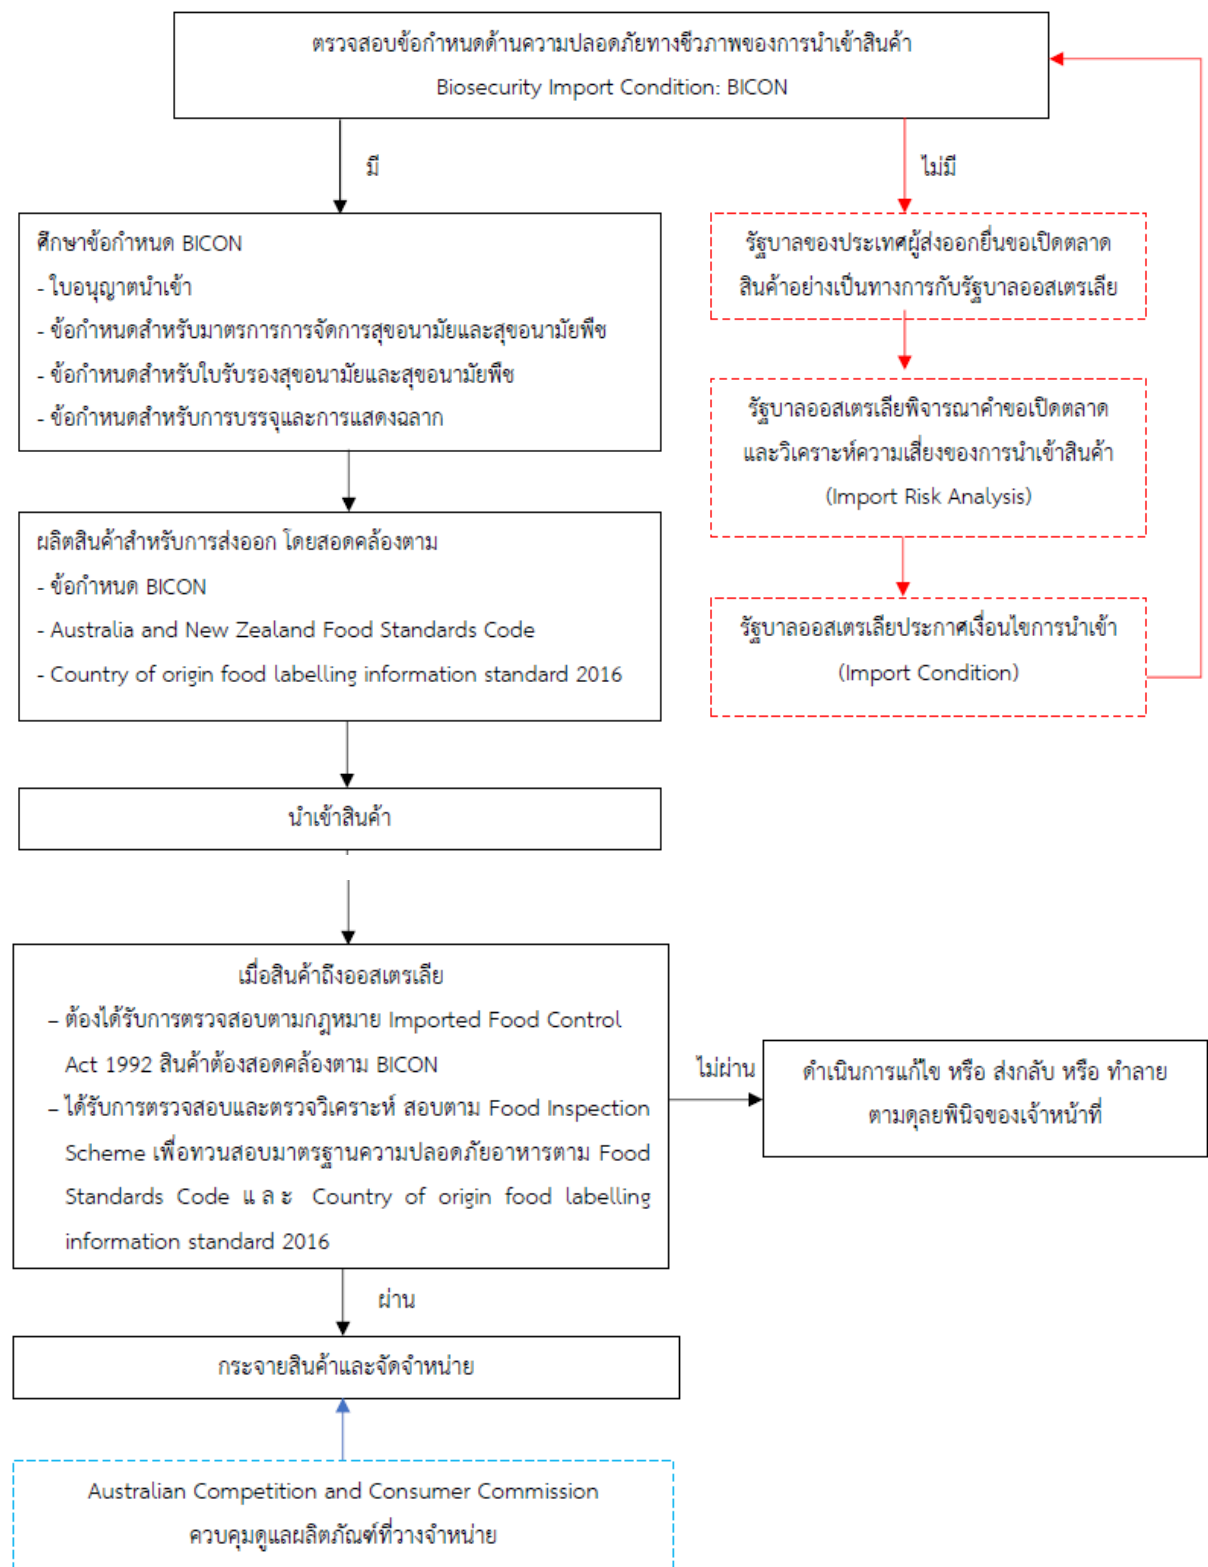 ตรวจสอบข้อกำหนดด้านความปลอดภัยทางชีวภาพของการนำเข้าสินค้า
Biosecurity Import Condition: BICON
มี
ไม่มี
ศึกษาข้อกำหนด BICON
- ใบอนุญาตนำเข้า
- ข้อกำหนดสำหรับมาตรการการจัดการสุขอนามัยและสุขอนามัยพืช
- ข้อกำหนดสำหรับใบรับรองสุขอนามัยและสุขอนามัยพืช
- ข้อกำหนดสำหรับการบรรจุและการแสดงฉลาก
รัฐบาลของประเทศผู้ส่งออกยื่นขอเปิดตลาด
สินค้าอย่างเป็นทางการกับรัฐบาลออสเตรเลีย
รัฐบาลออสเตรเลียพิจารณาคำขอเปิดตลาด
และวิเคราะห์ความเสี่ยงของการนำเข้าสินค้า
(Import Risk Analysis)
ผลิตสินค้าสำหรับการส่งออก โดยสอดคล้องตาม
- ข้อกำหนด BICON
- Australia and New Zealand Food Standards Code
- Country of origin food labelling information standard 2016
รัฐบาลออสเตรเลียประกาศเงื่อนไขการนำเข้า
(Import Condition)
นำเข้าสินค้า
เมื่อสินค้าถึงออสเตรเลีย
– ต้องได้รับการตรวจสอบตามกฎหมาย Imported Food Control
Act 1992 สินค้าต้องสอดคล้องตาม BICON
– ได้รับการตรวจสอบและตรวจวิเคราะห์ สอบตาม Food Inspection
Scheme เพื่อทวนสอบมาตรฐานความปลอดภัยอาหารตาม Food
Standards Code และ Country of origin food labelling
information standard 2016
ไม่ผ่าน
ดำเนินการแก้ไข หรือ ส่งกลับ หรือ ทำลาย
ตามดุลยพินิจของเจ้าหน้าที่
ผ่าน
กระจายสินค้าและจัดจำหน่าย
Australian Competition and Consumer Commission
ควบคุมดูแลผลิตภัณฑ์ที่วางจำหน่าย